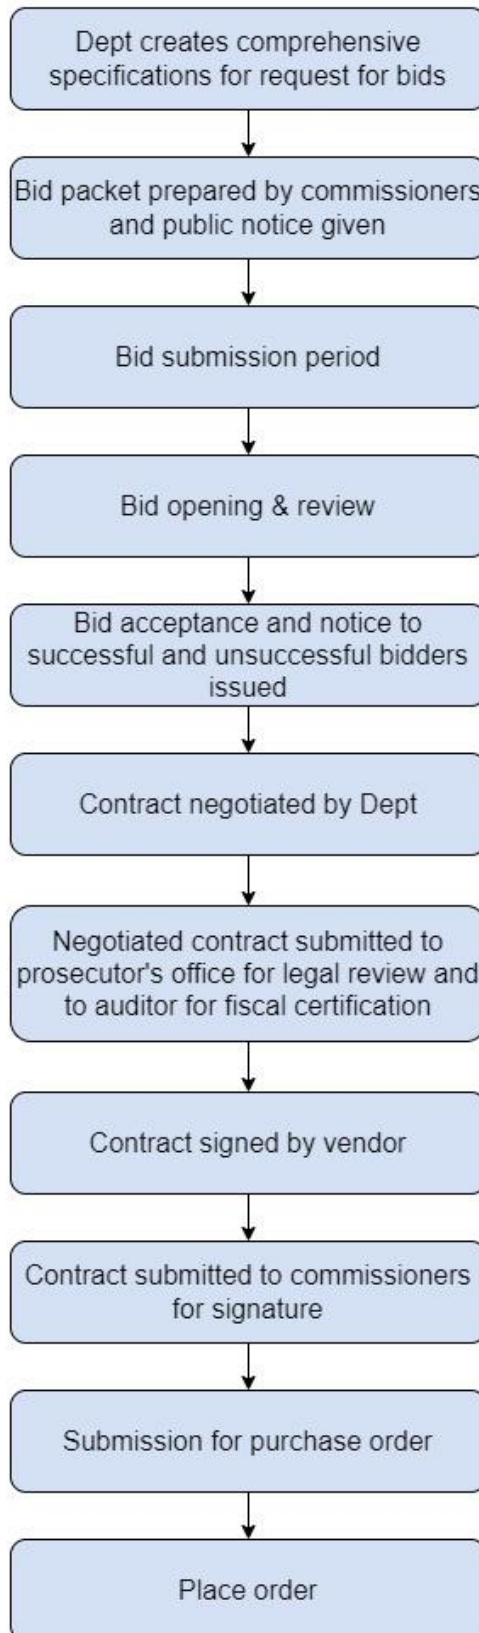 Dept creates comprehensive
specifications for request for bids
Bid packet prepared by commissioners
and public notice given
Bid submission period
Bid opening & review
Bid acceptance and notice to
successful and unsuccessful bidders
issued
Contract negotiated by Dept
Negotiated contract submitted to
prosecutor's office for legal review and
to auditor for fiscal certification
Contract signed by vendor
Contract submitted to commissioners
for signature
Submission for purchase order
Place order